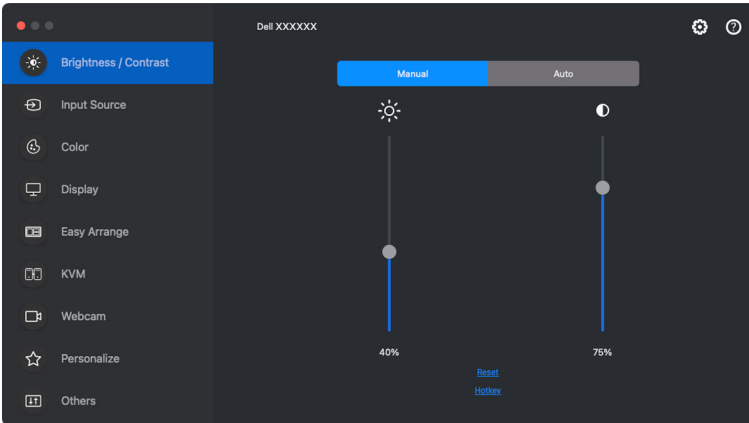 Dell XXXXXX
Brightness / Contrast
Input Source
Color
Display
Easy Arrange
KVM
Webcam
Personalize
Others
Manual
Auto
40%
75%
Reset
Hotkey